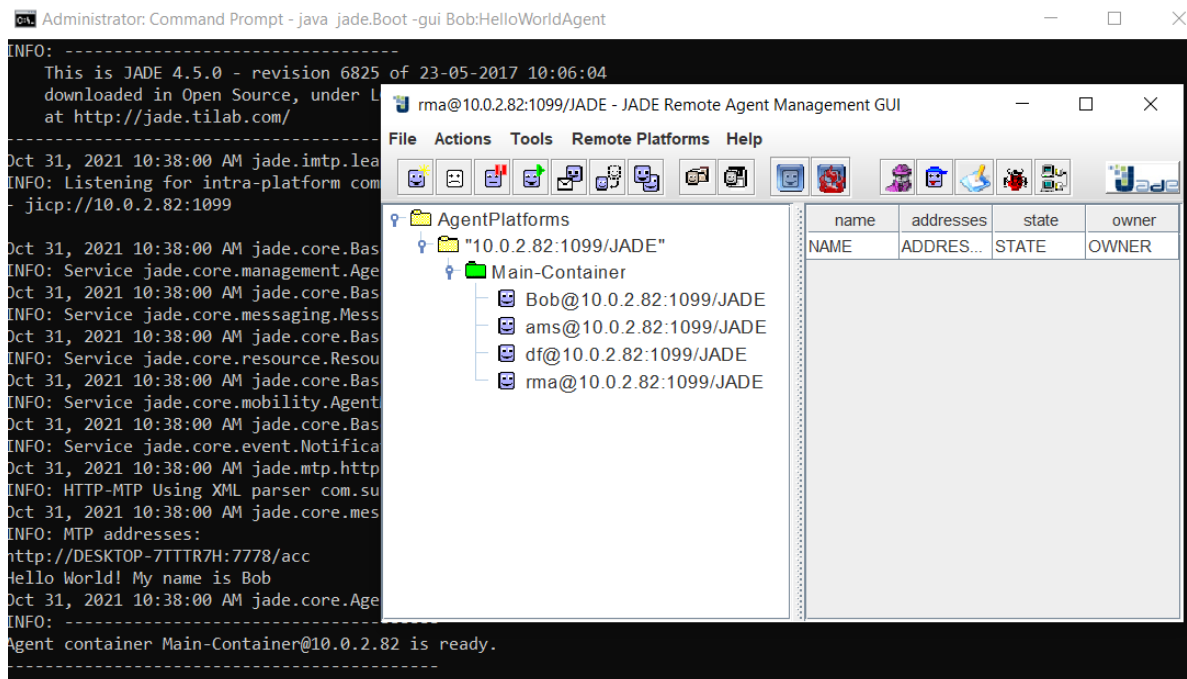 Administrator: Command Prompt - java jade.Boot -gui Bob:HelloWorldAgent
INFO: ----------------------------------
This is JADE 4.5.0 - revision 6825 of 23-05-2017 10:06:04
downloaded in Open Source, under L
at http://jade.tilab.com/
Oct 31, 2021 10:38:00 AM jade.imtp.lea
INFO: Listening for intra-platform com
- jicp://10.0.2.82:1099
Oct 31, 2021 10:38:00 AM jade.core.Bas
INFO: Service jade.core.management.Age
Oct 31, 2021 10:38:00 AM jade.core.Bas
INFO: Service jade.core.messaging.Mess
Oct 31, 2021 10:38:00 AM jade.core.Bas
INFO: Service jade.core.resource.Resou
Oct 31, 2021 10:38:00 AM jade.core.Bas
INFO: Service jade.core.mobility.Agent
Oct 31, 2021 10:38:00 AM jade.core.Bas
INFO: Service jade.core.event.Notifica
Oct 31, 2021 10:38:00 AM jade.mtp.http
INFO: HTTP-MTP Using XML parser com.su
Oct 31, 2021 10:38:00 AM jade.core.mes
INFO: MTP addresses:
http://DESKTOP-7TTTR7H:7778/acc
Hello World! My name is Bob
Oct 31, 2021 10:38:00 AM jade.core.Age
INFO: ----------------------------------
Agent container Main-Container@10.0.2.82 is ready.
rma@10.0.2.82:1099/JADE - JADE Remote Agent Management GUI
File Actions Tools Remote Platforms Help
Jade
AgentPlatforms
"10.0.2.82:1099/JADE"
Main-Container
Bob@10.0.2.82:1099/JADE
ams@10.0.2.82:1099/JADE
df@10.0.2.82:1099/JADE
rma@10.0.2.82:1099/JADE
name addresses state owner
NAME ADDRES... STATE OWNER